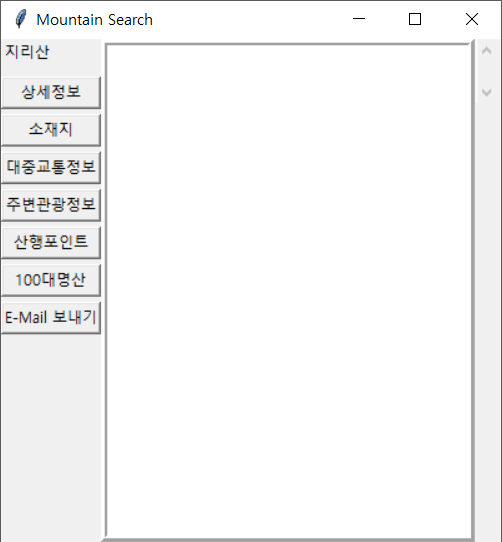 Mountain Search
지리산
상세정보
소재지
대중교통정보
주변관광정보
산행포인트
100대명산
E-Mail 보내기